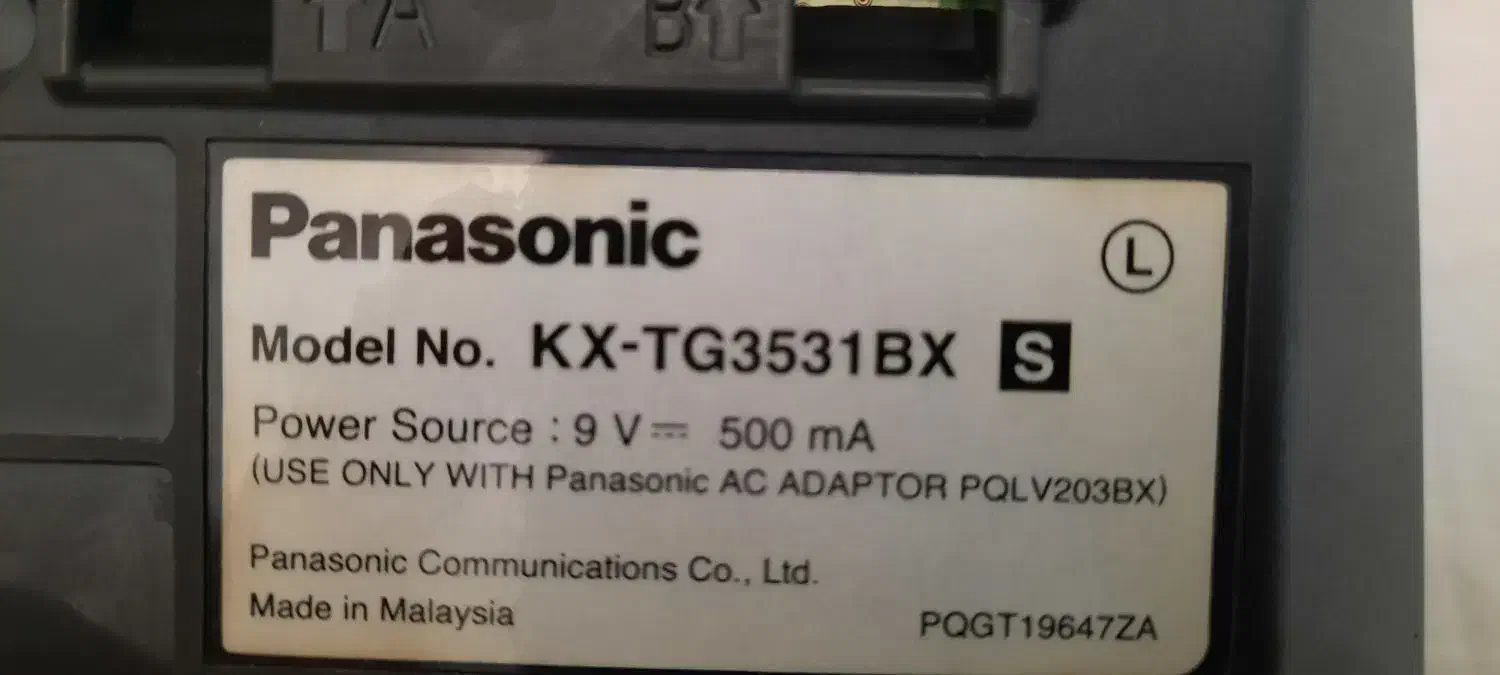 ↑A B↑
Panasonic Ⓛ
Model No. KX-TG3531BX S
Power Source : 9 V⎓ 500 mA
(USE ONLY WITH Panasonic AC ADAPTOR PQLV203BX)
Panasonic Communications Co., Ltd.
Made in Malaysia PQGT19647ZA